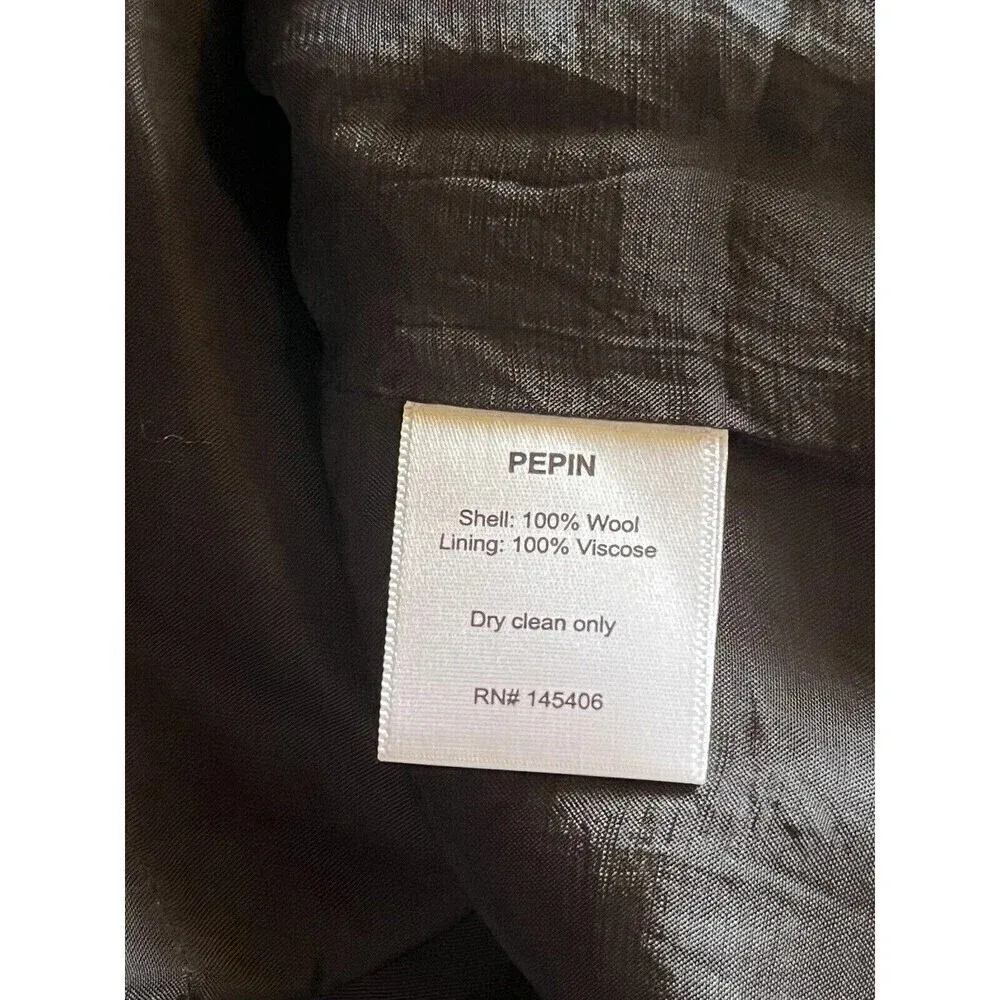 PEPIN
Shell: 100% Wool
Lining: 100% Viscose
Dry clean only
RN# 145406